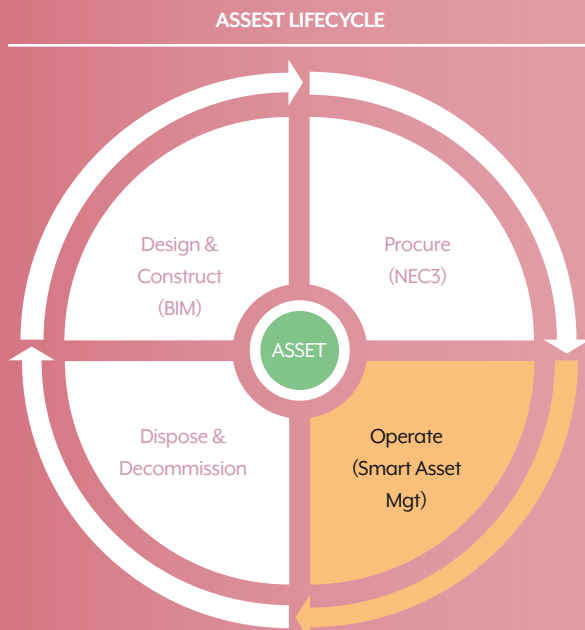 ASSEST LIFECYCLE
Design &
Construct
(BIM)
Procure
(NEC3)
ASSET
Dispose &
Decommission
Operate
(Smart Asset
Mgt)